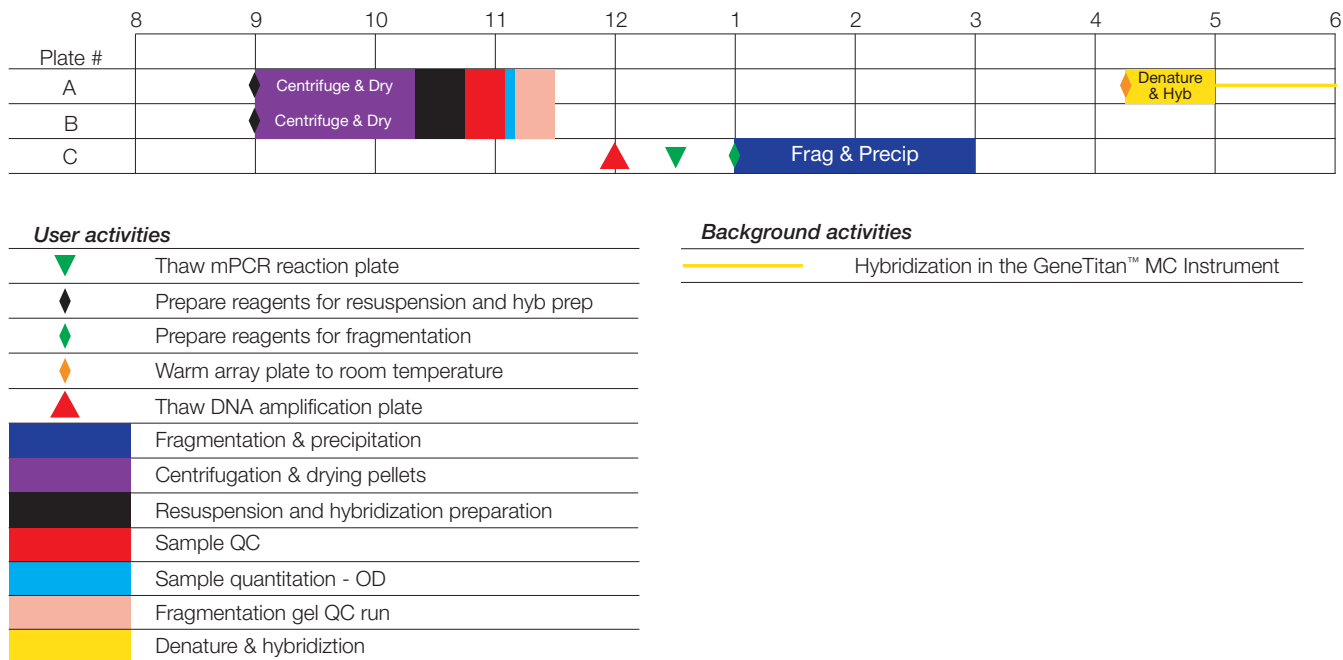 8 9 10 11 12 1 2 3 4 5 6
Plate #
A Centrifuge & Dry Denature
& Hyb
B Centrifuge & Dry
C Frag & Precip
User activities
Thaw mPCR reaction plate
Prepare reagents for resuspension and hyb prep
Prepare reagents for fragmentation
Warm array plate to room temperature
Thaw DNA amplification plate
Fragmentation & precipitation
Centrifugation & drying pellets
Resuspension and hybridization preparation
Sample QC
Sample quantitation - OD
Fragmentation gel QC run
Denature & hybridiztion
Background activities
Hybridization in the GeneTitan™ MC Instrument